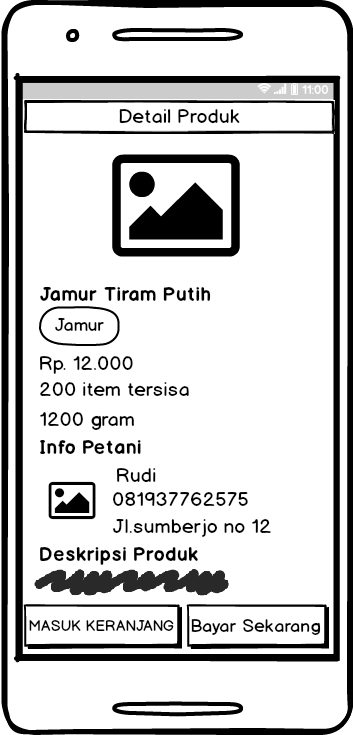 11:00
Detail Produk
Jamur Tiram Putih
Jamur
Rp. 12.000
200 item tersisa
1200 gram
Info Petani
Rudi
081937762575
Jl.sumberjo no 12
Deskripsi Produk
MASUK KERANJANG
Bayar Sekarang